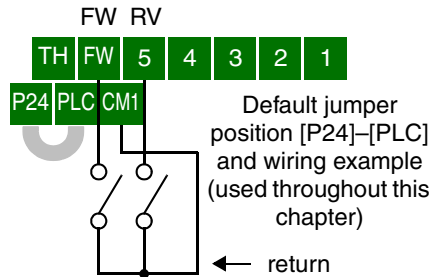 FW RV
TH FW 5 4 3 2 1
P24 PLC CM1
Default jumper
position [P24]–[PLC]
and wiring example
(used throughout this
chapter)
return